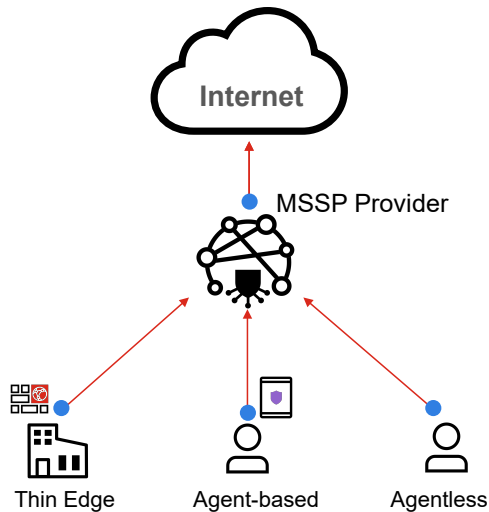 Internet
MSSP Provider
Thin Edge
Agent-based
Agentless